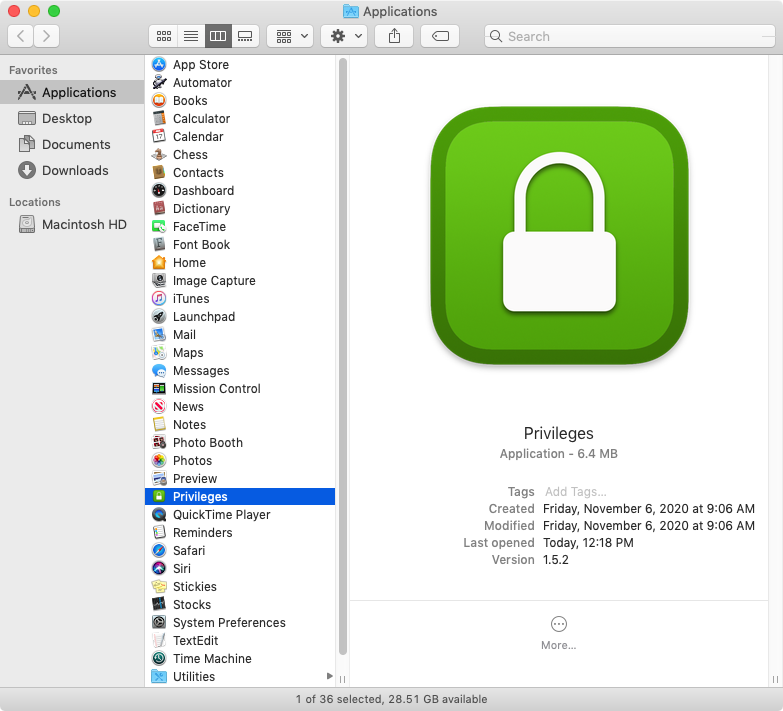 Applications
Search
Favorites
Applications
Desktop
Documents
Downloads
Locations
Macintosh HD
App Store
Automator
Books
Calculator
Calendar
Chess
Contacts
Dashboard
Dictionary
FaceTime
Font Book
Home
Image Capture
iTunes
Launchpad
Mail
Maps
Messages
Mission Control
News
Notes
Photo Booth
Photos
Preview
Privileges
QuickTime Player
Reminders
Safari
Siri
Stickies
Stocks
System Preferences
TextEdit
Time Machine
Utilities
Privileges
Application - 6.4 MB
Tags Add Tags...
Created Friday, November 6, 2020 at 9:06 AM
Modified Friday, November 6, 2020 at 9:06 AM
Last opened Today, 12:18 PM
Version 1.5.2
More...
1 of 36 selected, 28.51 GB available